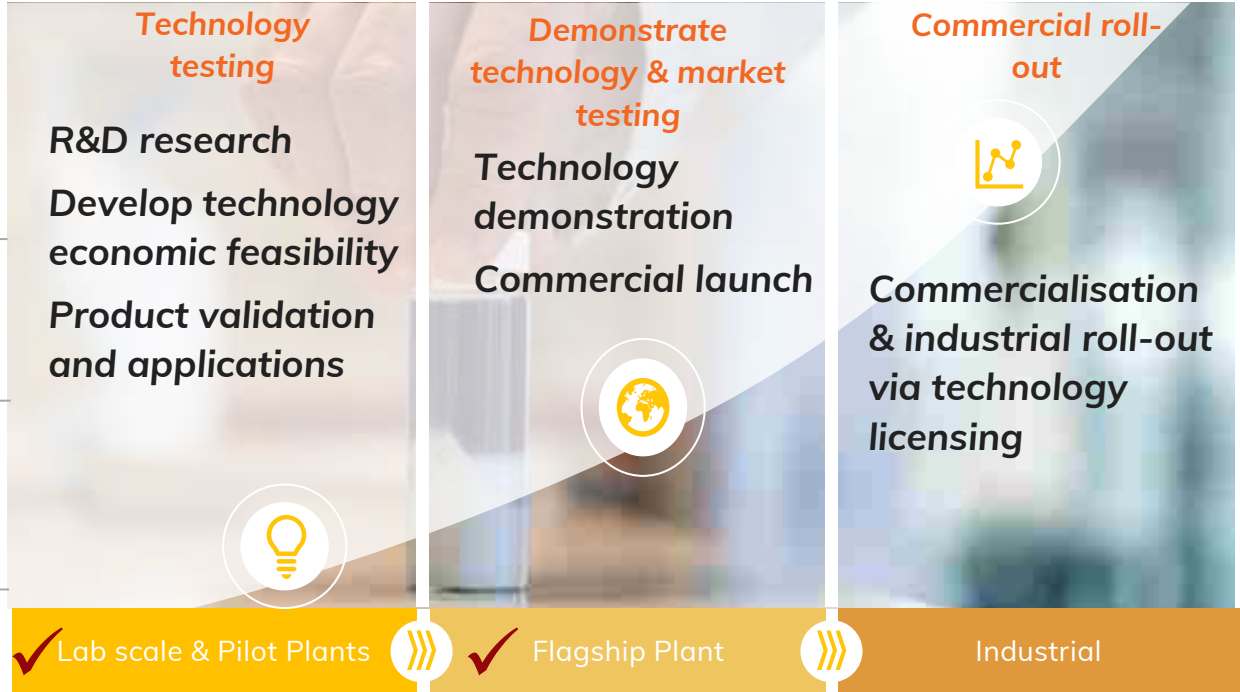 Technology
testing
R&D research
Develop technology
economic feasibility
Product validation
and applications
Lab scale & Pilot Plants
Demonstrate
technology & market
testing
Technology
demonstration
Commercial launch
Flagship Plant
Commercial roll-
out
Commercialisation
& industrial roll-out
via technology
licensing
Industrial